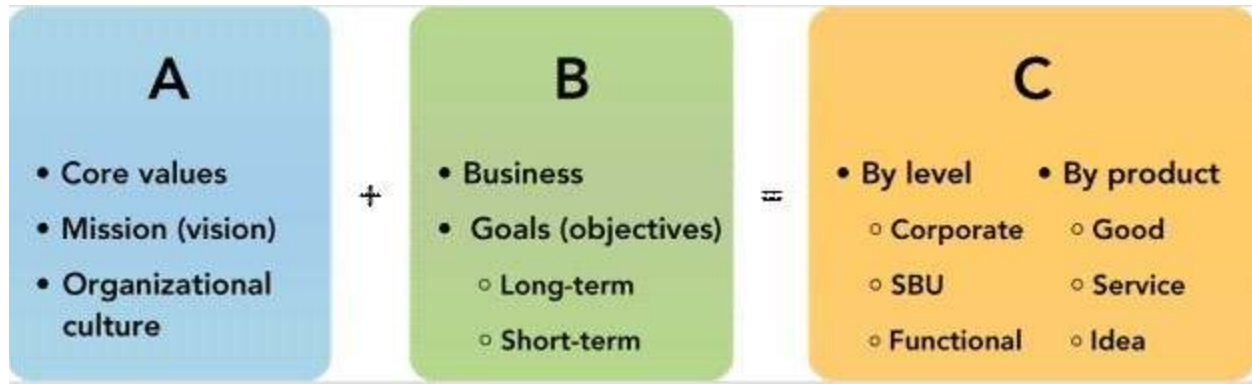 A
• Core values
• Mission (vision)
• Organizational
culture
+
B
• Business
• Goals (objectives)
○ Long-term
○ Short-term
=
C
• By level
○ Corporate
○ SBU
○ Functional
• By product
○ Good
○ Service
○ Idea